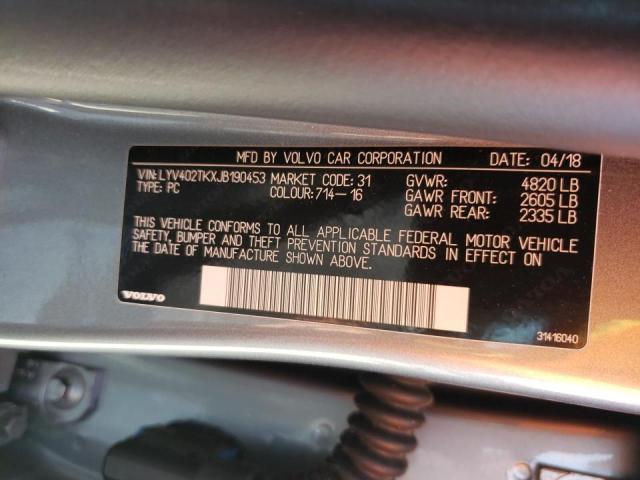 MFD BY VOLVO CAR CORPORATION DATE: 04/18
VIN: LYV402TKXJB190453 MARKET CODE: 31 GVWR: 4820 LB
TYPE: PC COLOUR: 714-16 GAWR FRONT: 2605 LB
GAWR REAR: 2335 LB
THIS VEHICLE CONFORMS TO ALL APPLICABLE FEDERAL MOTOR VEHICLE
SAFETY, BUMPER AND THEFT PREVENTION STANDARDS IN EFFECT ON
THE DATE OF MANUFACTURE SHOWN ABOVE.
VOLVO 31416040